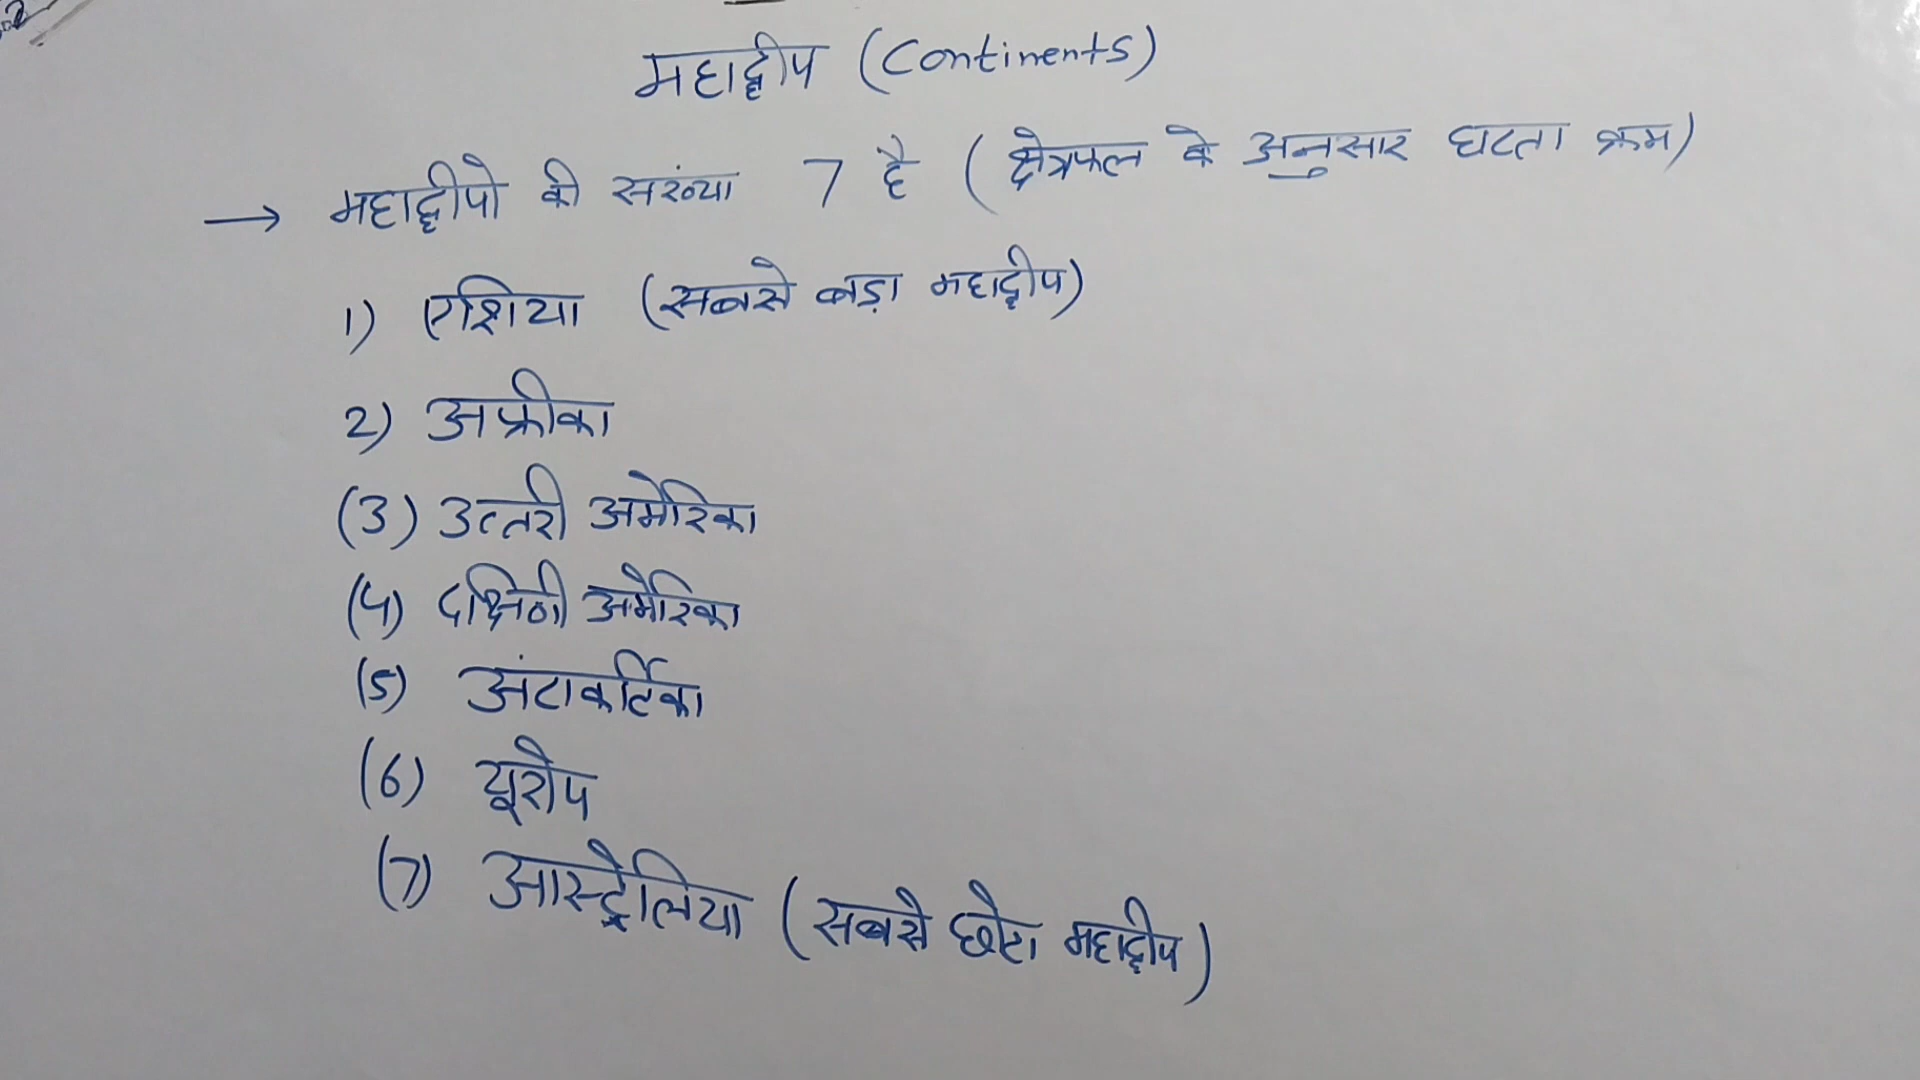 महाद्वीप (Continents)
→ महाद्वीपो की संख्या 7 है (क्षेत्रफल के अनुसार घटता क्रम)
1) एशिया (सबसे बड़ा महाद्वीप)
2) अफ्रीका
(3) उत्तरी अमेरिका
(4) दक्षिणी अमेरिका
(5) अंटार्कटिका
(6) यूरोप
(7) आस्ट्रेलिया (सबसे छोटा महाद्वीप)